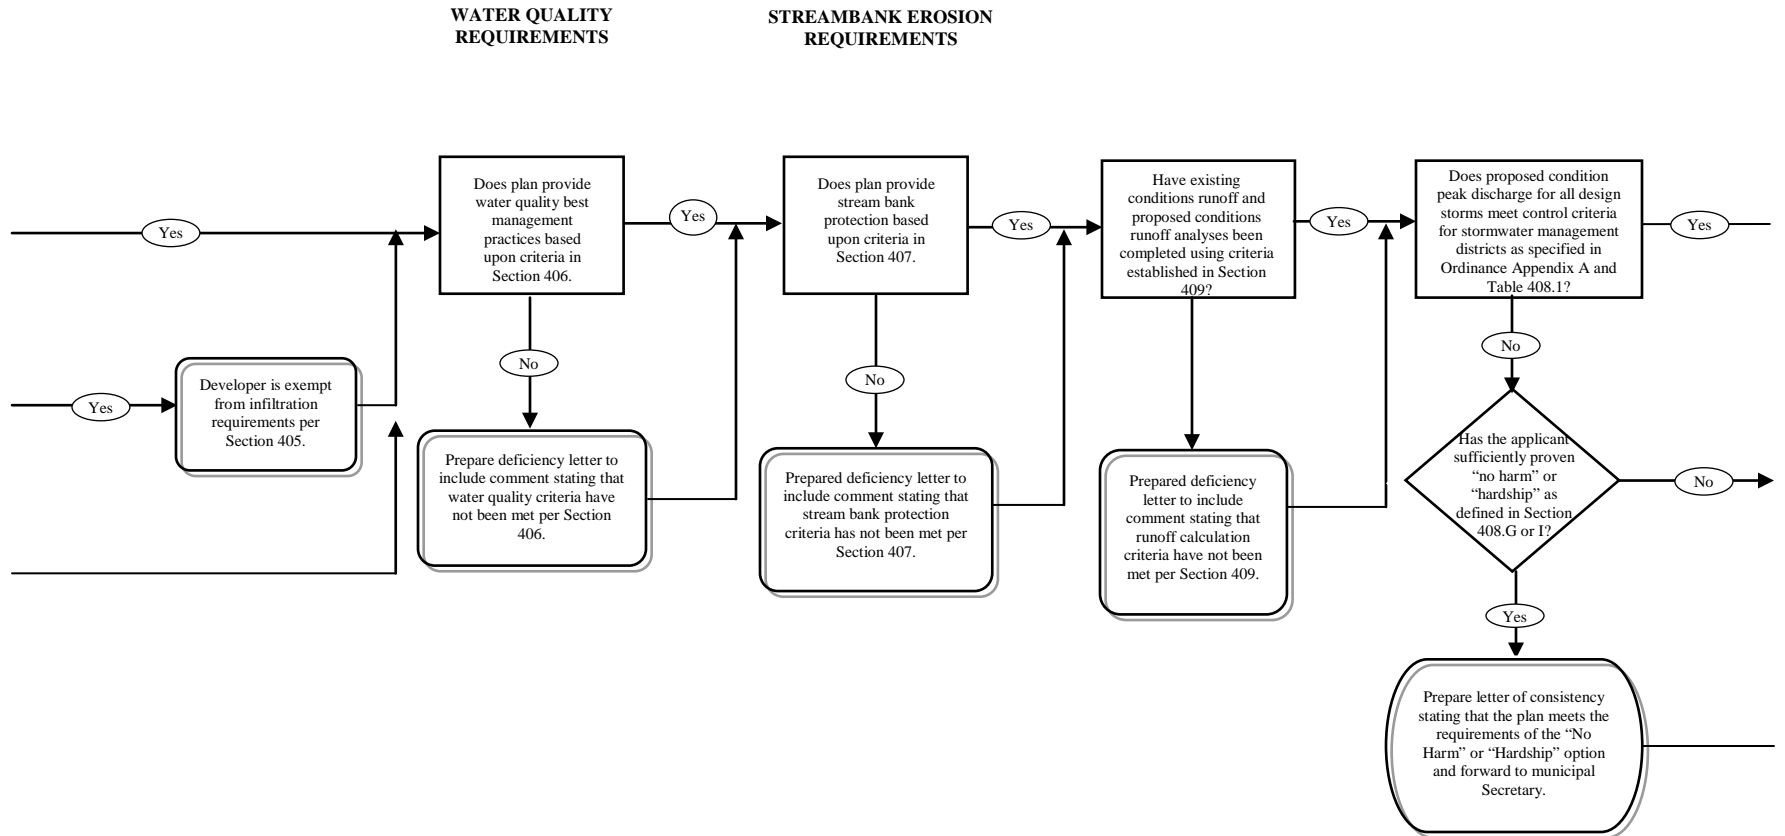 WATER QUALITY
REQUIREMENTS
STREAMBANK EROSION
REQUIREMENTS
Yes
Does plan provide
water quality best
management
practices based
upon criteria in
Section 406.
Yes
Does plan provide
stream bank
protection based
upon criteria in
Section 407.
Yes
Have existing
conditions runoff and
proposed conditions
runoff analyses been
completed using criteria
established in Section
409?
Yes
Does proposed condition
peak discharge for all design
storms meet control criteria
for stormwater management
districts as specified in
Ordinance Appendix A and
Table 408.1?
Yes
No
No
No
Yes
Developer is exempt
from infiltration
requirements per
Section 405.
Prepare deficiency letter to
include comment stating that
water quality criteria have
not been met per Section
406.
Prepared deficiency letter to
include comment stating that
stream bank protection
criteria has not been met per
Section 407.
Prepared deficiency
letter to include
comment stating that
runoff calculation
criteria have not been
met per Section 409.
Has the applicant
sufficiently proven
“no harm” or
“hardship” as
defined in Section
408.G or I?
No
Yes
Prepare letter of consistency
stating that the plan meets the
requirements of the “No
Harm” or “Hardship” option
and forward to municipal
Secretary.